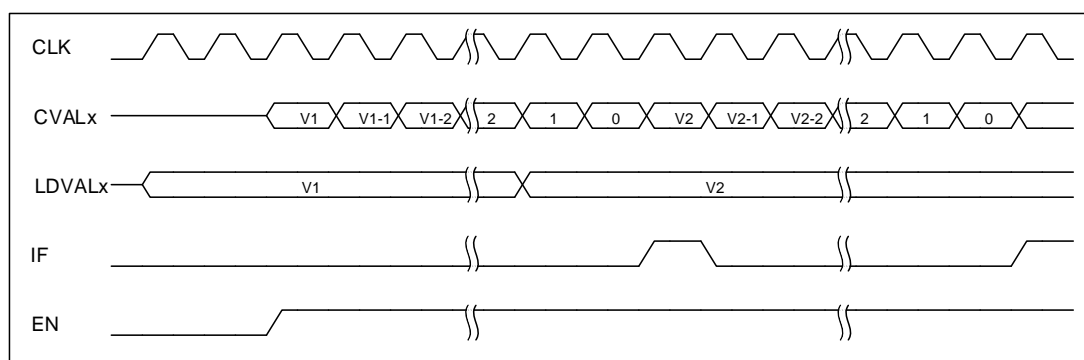 CLK
CVALx V1 V1-1 V1-2 2 1 0 V2 V2-1 V2-2 2 1 0
LDVALx V1 V2
IF
EN